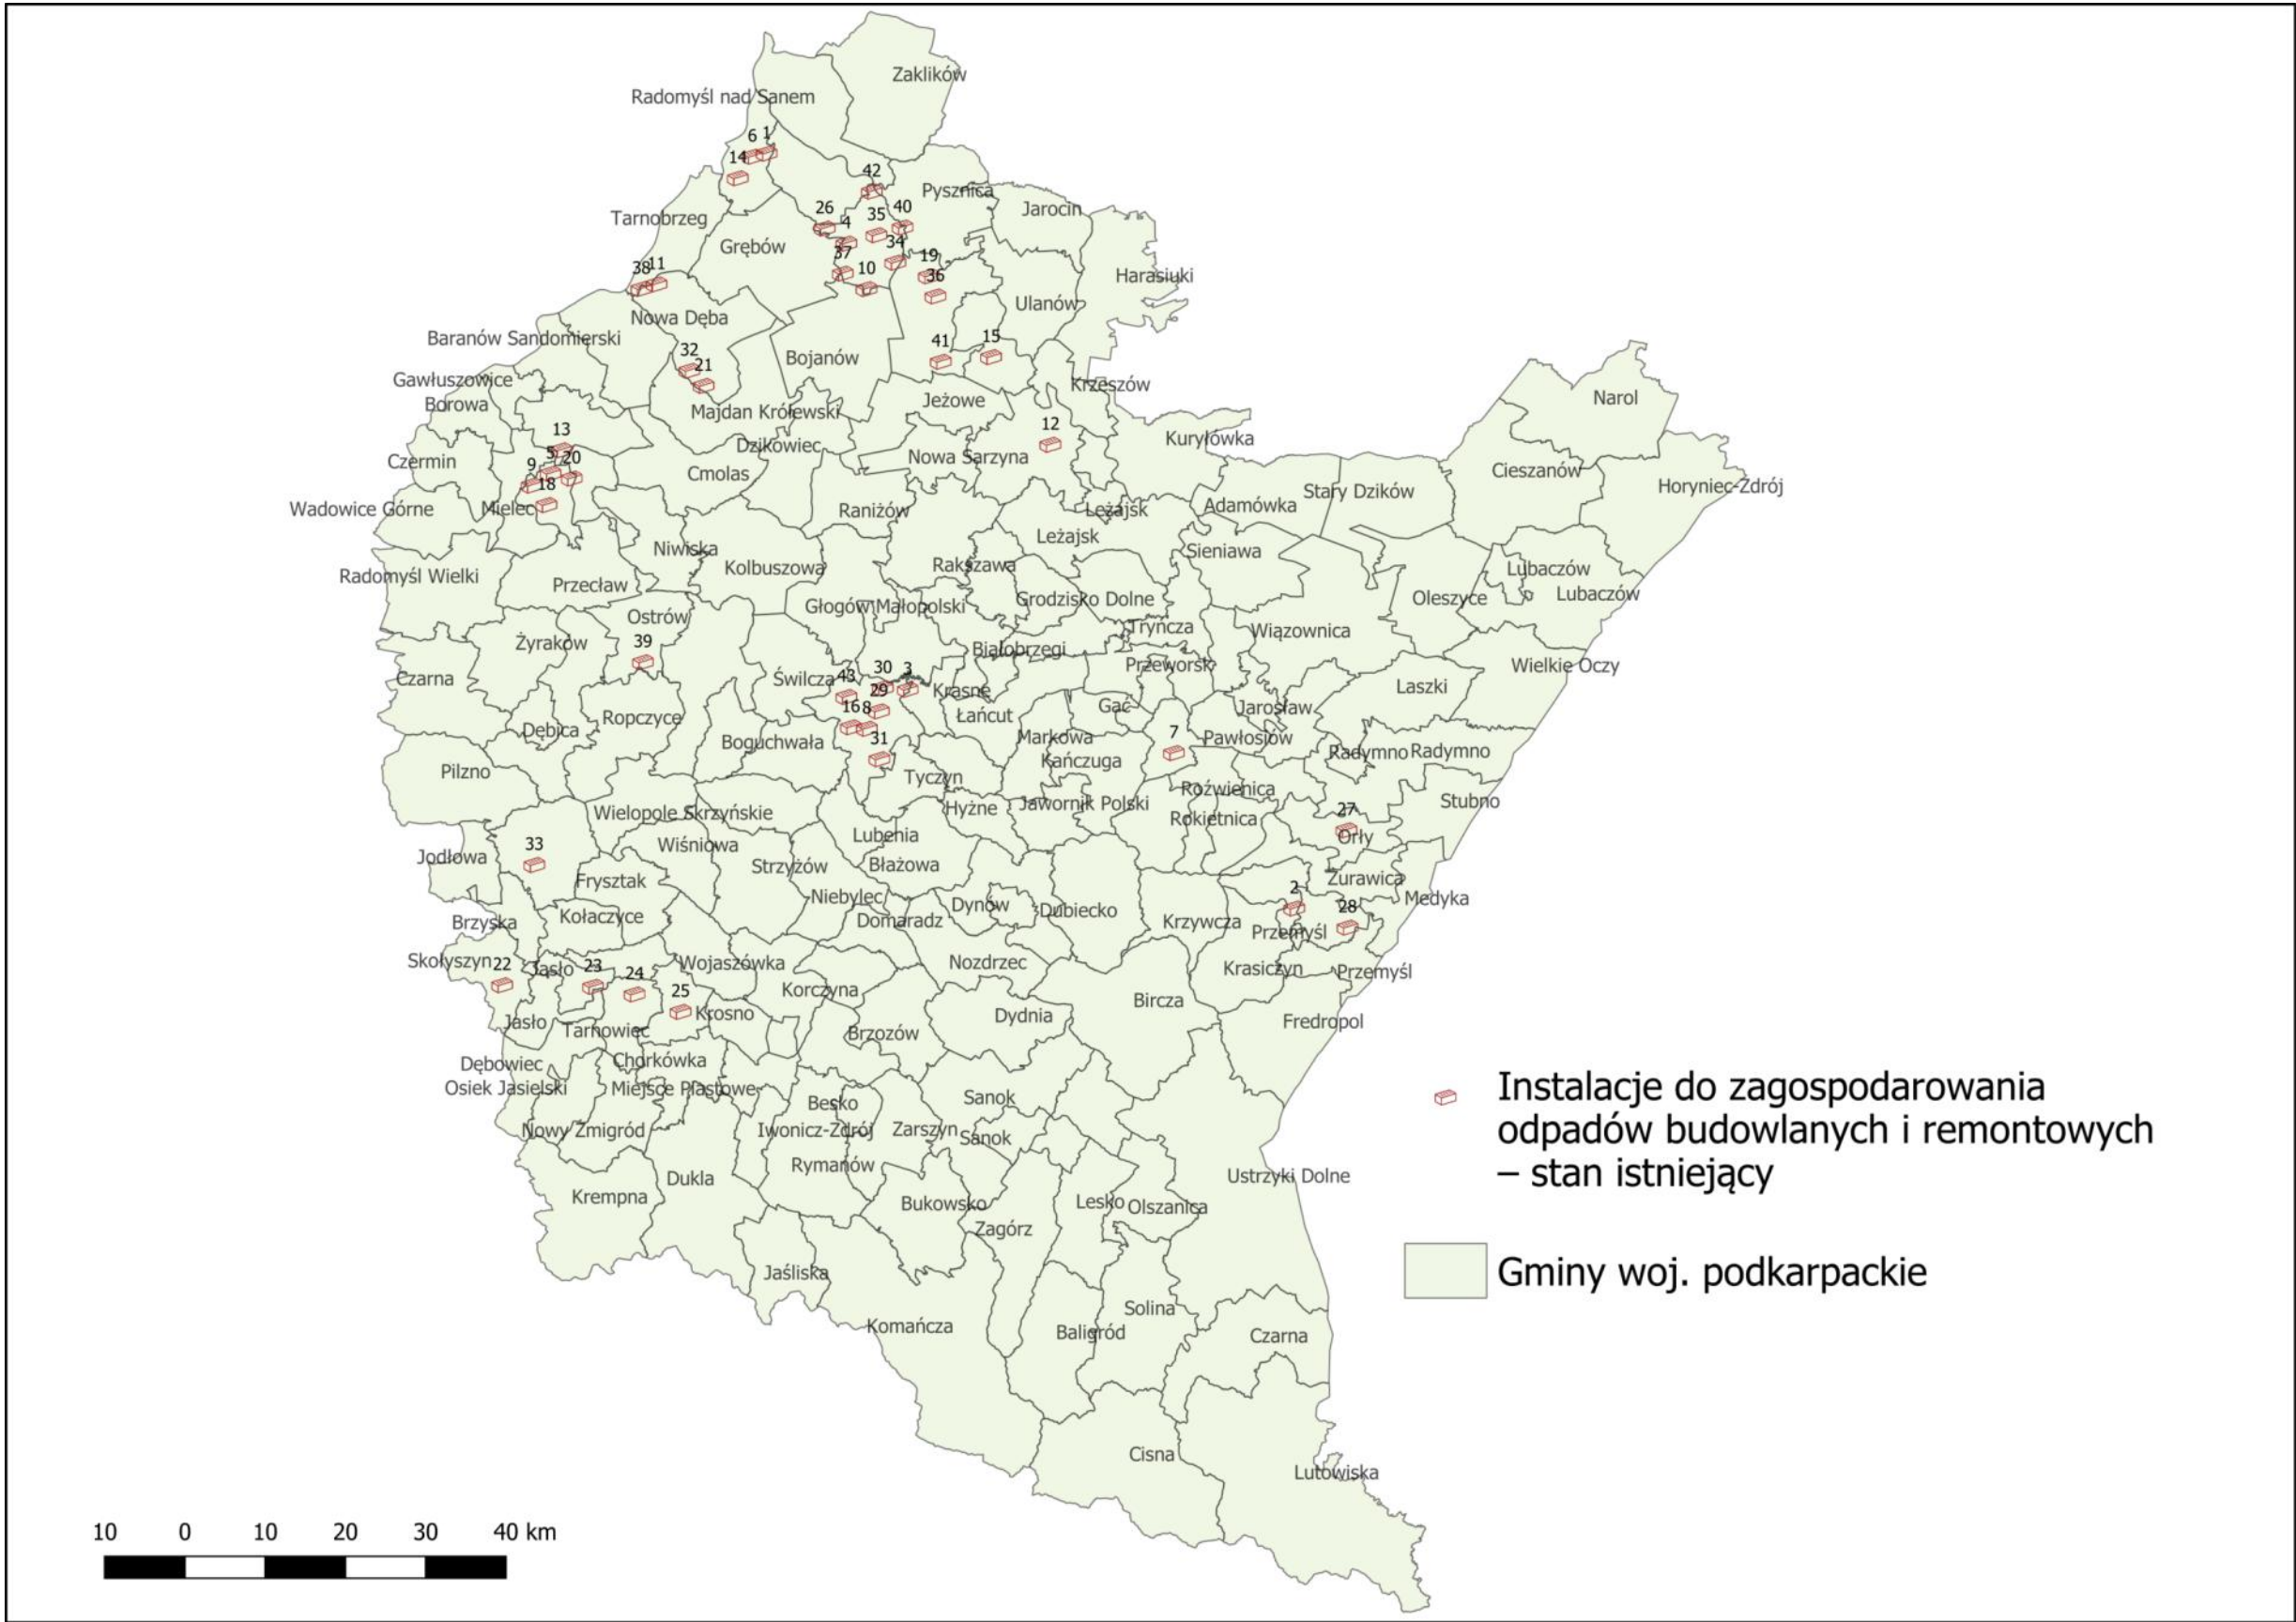 Zaklików
Radomyśl nad Sanem
6 1
14
42
Pysznica
Jarocin
Tarnobrzeg
26
4
35
40
Grębów
34
37
10
19
36
38
11
Harasiuki
Ulanów
Nowa Dęba
Baranów Sandomierski
32
21
Bojanów
41
15
Gawłuszowice
Borowa
Krzeszów
Narol
Majdan Królewski
Jeżowe
12
13
Dzikowiec
Kuryłówka
5
20
9
18
Czermin
Cmolas
Nowa Sarzyna
Cieszanów
Horyniec-Zdrój
Wadowice Górne
Mielec
Raniżów
Leżajsk
Adamówka
Stary Dzików
Leżajsk
Niwiska
Kolbuszowa
Rakszawa
Sieniawa
Lubaczów
Lubaczów
Radomyśl Wielki
Przecław
Głogów Małopolski
Grodzisko Dolne
Oleszyce
Ostrów
39
Żyraków
Tryńcza
Wiązownica
Białobrzegi
Przeworsk
Wielkie Oczy
Czarna
Świlcza
43
30
3
29
16
8
31
Krasne
Łańcut
Gać
Jarosław
Laszki
Dębica
Ropczyce
Boguchwała
Markowa
Kańczuga
7
Pawłosiów
Radymno
Radymno
Pilzno
Tyczyn
Hyżne
Jawornik Polski
Roźwienica
Rokietnica
Stubno
Wielopole Skrzyńskie
27
Orły
Lubenia
Wiśniowa
Jodłowa
33
Strzyżów
Błażowa
Frysztak
Niebylec
Żurawica
2
28
Medyka
Dynów
Dubiecko
Krzywcza
Przemyśl
Brzyska
Kołaczyce
Domaradz
Skołyszyn
22
Jasło
23
24
25
Wojaszówka
Nozdrzec
Krasiczyn
Przemyśl
Korczyna
Krosno
Bircza
Jasło
Tarnowiec
Brzozów
Dydnia
Fredropol
Dębowiec
Chorkówka
Osiek Jasielski
Miejsce Piastowe
Besko
Sanok
Nowy Żmigród
Iwonicz-Zdrój
Zarszyn
Sanok
Rymanów
Dukla
Krempna
Bukowsko
Zagórz
Lesko
Olszanica
Ustrzyki Dolne
Jaśliska
Komańcza
Solina
Baligród
Czarna
Cisna
Lutowiska
Instalacje do zagospodarowania
odpadów budowlanych i remontowych
– stan istniejący
Gminy woj. podkarpackie
10 0 10 20 30 40 km